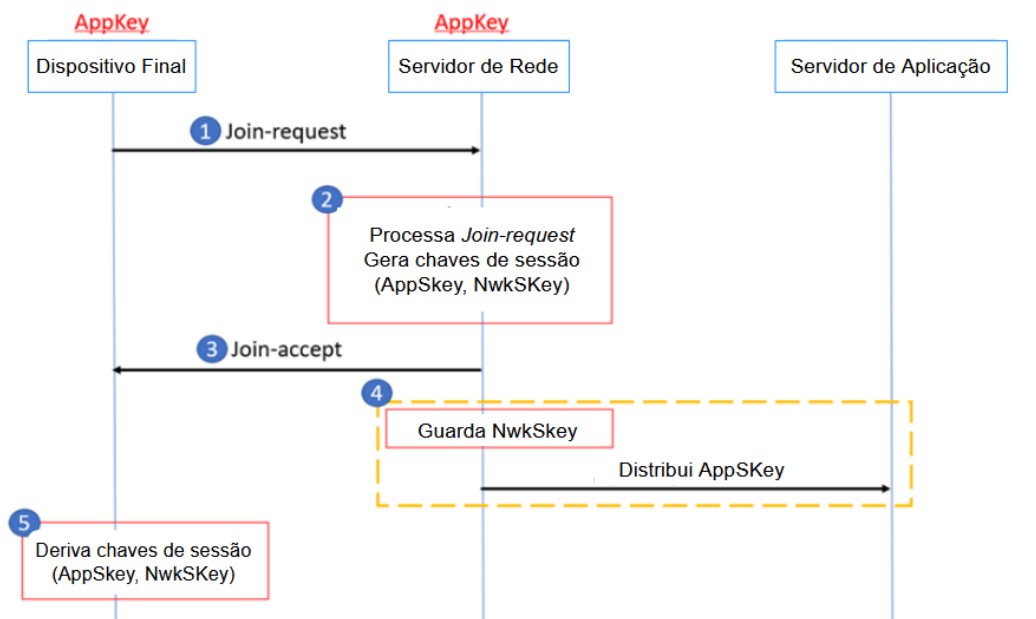 AppKey
AppKey
Dispositivo Final
Servidor de Rede
Servidor de Aplicação
1 Join-request
2
Processa Join-request
Gera chaves de sessão
(AppSkey, NwkSKey)
3 Join-accept
4
Guarda NwkSkey
Distribui AppSKey
5
Deriva chaves de sessão
(AppSkey, NwkSKey)